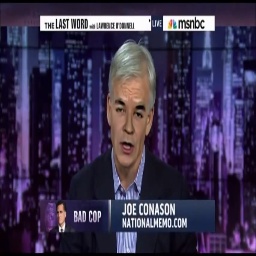 THE LAST WORD WITH LAWRENCE O'DONNELL
LIVE
msnbc
BAD COP
JOE CONASON
NATIONALMEMO.COM